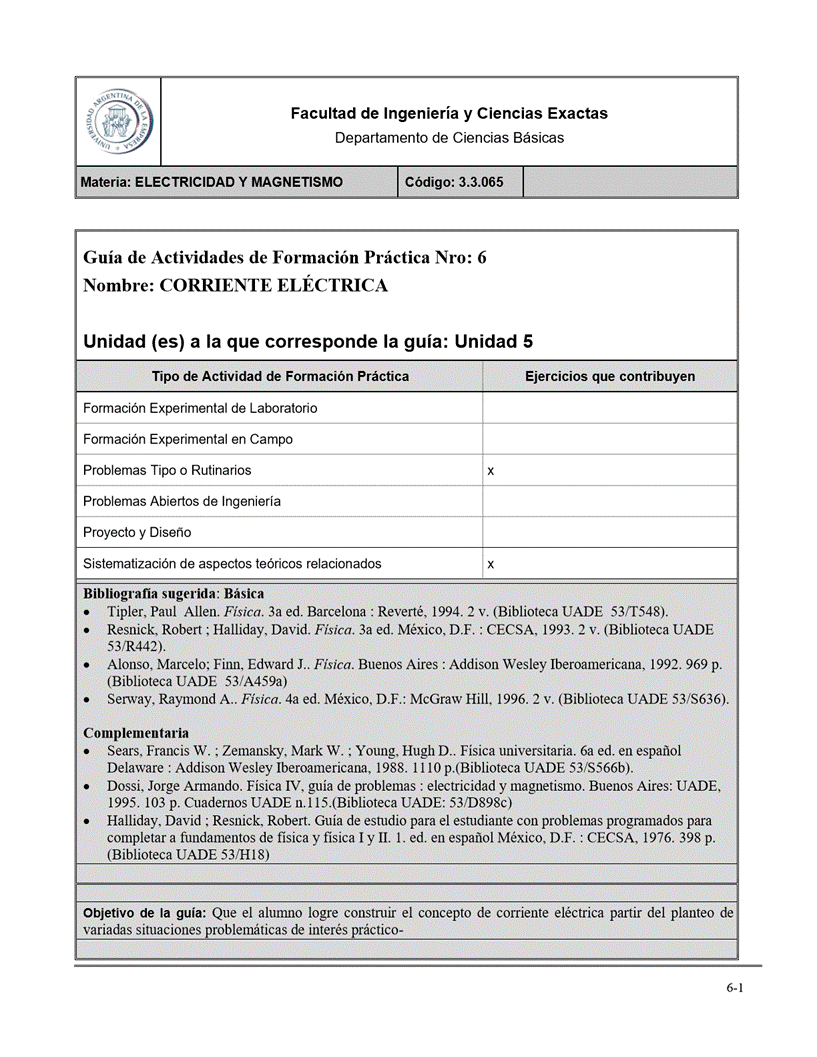 UNIVERSIDAD ARGENTINA DE LA EMPRESA
Facultad de Ingeniería y Ciencias Exactas
Departamento de Ciencias Básicas
Materia: ELECTRICIDAD Y MAGNETISMO
Código: 3.3.065
Guía de Actividades de Formación Práctica Nro: 6
Nombre: CORRIENTE ELÉCTRICA
Unidad (es) a la que corresponde la guía: Unidad 5
Tipo de Actividad de Formación Práctica
Ejercicios que contribuyen
Formación Experimental de Laboratorio
Formación Experimental en Campo
Problemas Tipo o Rutinarios
x
Problemas Abiertos de Ingeniería
Proyecto y Diseño
Sistematización de aspectos teóricos relacionados
x
Bibliografía sugerida: Básica
• Tipler, Paul Allen. Física. 3a ed. Barcelona : Reverté, 1994. 2 v. (Biblioteca UADE 53/T548).
• Resnick, Robert ; Halliday, David. Física. 3a ed. México, D.F. : CECSA, 1993. 2 v. (Biblioteca UADE
53/R442).
• Alonso, Marcelo; Finn, Edward J.. Física. Buenos Aires : Addison Wesley Iberoamericana, 1992. 969 p.
(Biblioteca UADE 53/A459a)
• Serway, Raymond A.. Física. 4a ed. México, D.F.: McGraw Hill, 1996. 2 v. (Biblioteca UADE 53/S636).
Complementaria
• Sears, Francis W. ; Zemansky, Mark W. ; Young, Hugh D.. Física universitaria. 6a ed. en español
Delaware : Addison Wesley Iberoamericana, 1988. 1110 p.(Biblioteca UADE 53/S566b).
• Dossi, Jorge Armando. Física IV, guía de problemas : electricidad y magnetismo. Buenos Aires: UADE,
1995. 103 p. Cuadernos UADE n.115.(Biblioteca UADE: 53/D898c)
• Halliday, David ; Resnick, Robert. Guía de estudio para el estudiante con problemas programados para
completar a fundamentos de física y física I y II. 1. ed. en español México, D.F. : CECSA, 1976. 398 p.
(Biblioteca UADE 53/H18)
Objetivo de la guía: Que el alumno logre construir el concepto de corriente eléctrica partir del planteo de
variadas situaciones problemáticas de interés práctico-
6-1